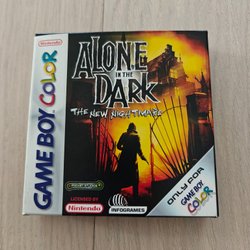 Nintendo
GAME BOY COLOR
ALONE
IN THE
DARK
THE NEW NIGHTMARE
LICENSED BY
Nintendo
INFOGRAMES
ONLY FOR
GAME BOY
COLOR